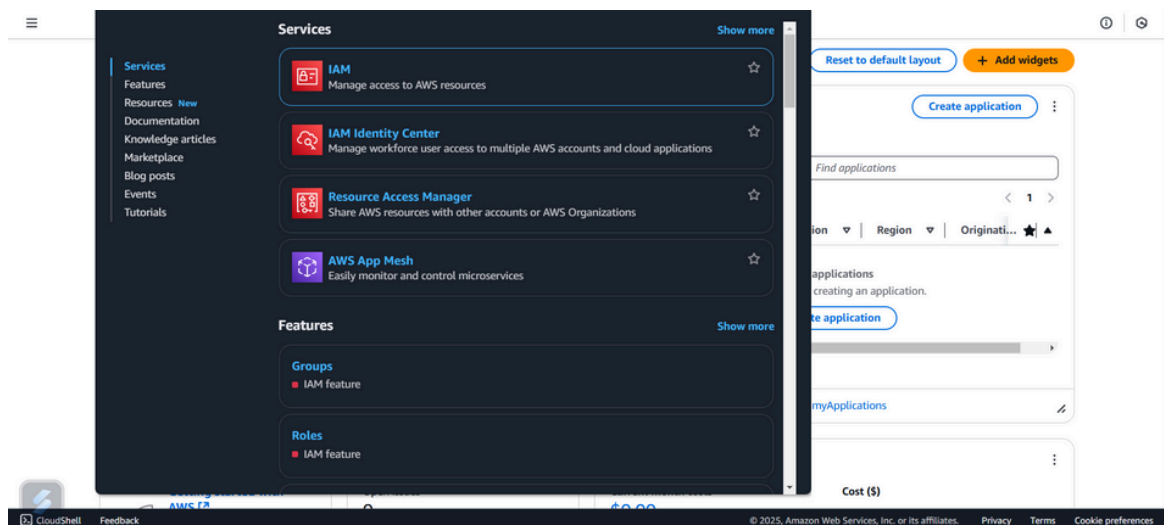 Services
Show more
Services
Features
Resources New
Documentation
Knowledge articles
Marketplace
Blog posts
Events
Tutorials
IAM
Manage access to AWS resources
IAM Identity Center
Manage workforce user access to multiple AWS accounts and cloud applications
Resource Access Manager
Share AWS resources with other accounts or AWS Organizations
AWS App Mesh
Easily monitor and control microservices
Features
Show more
Groups
IAM feature
Roles
IAM feature
Reset to default layout
+ Add widgets
Create application
Find applications
1
ion
Region
Originati...
applications
creating an application.
te application
myApplications
AWS
$0.00
Cost ($)
CloudShell
Feedback
© 2025, Amazon Web Services, Inc. or its affiliates.
Privacy
Terms
Cookie preferences